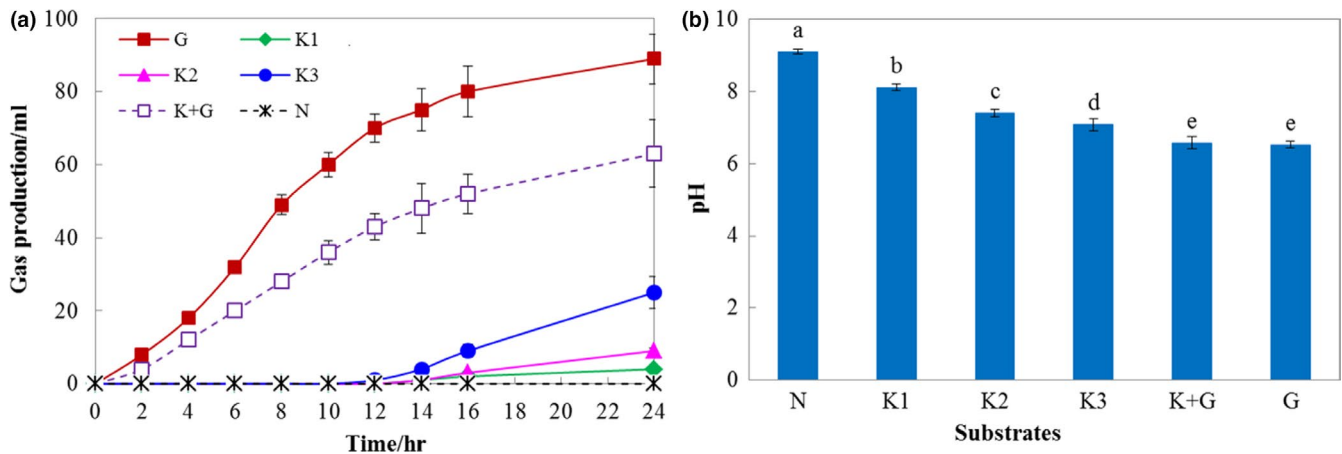 (a)
100
80
60
40
20
0
Gas production/ml
G K1
K2 K3
K+G N
0 2 4 6 8 10 12 14 16 18 20 22 24
Time/hr
(b)
10
8
6
4
2
0
pH
a b c d e e
N K1 K2 K3 K+G G
Substrates